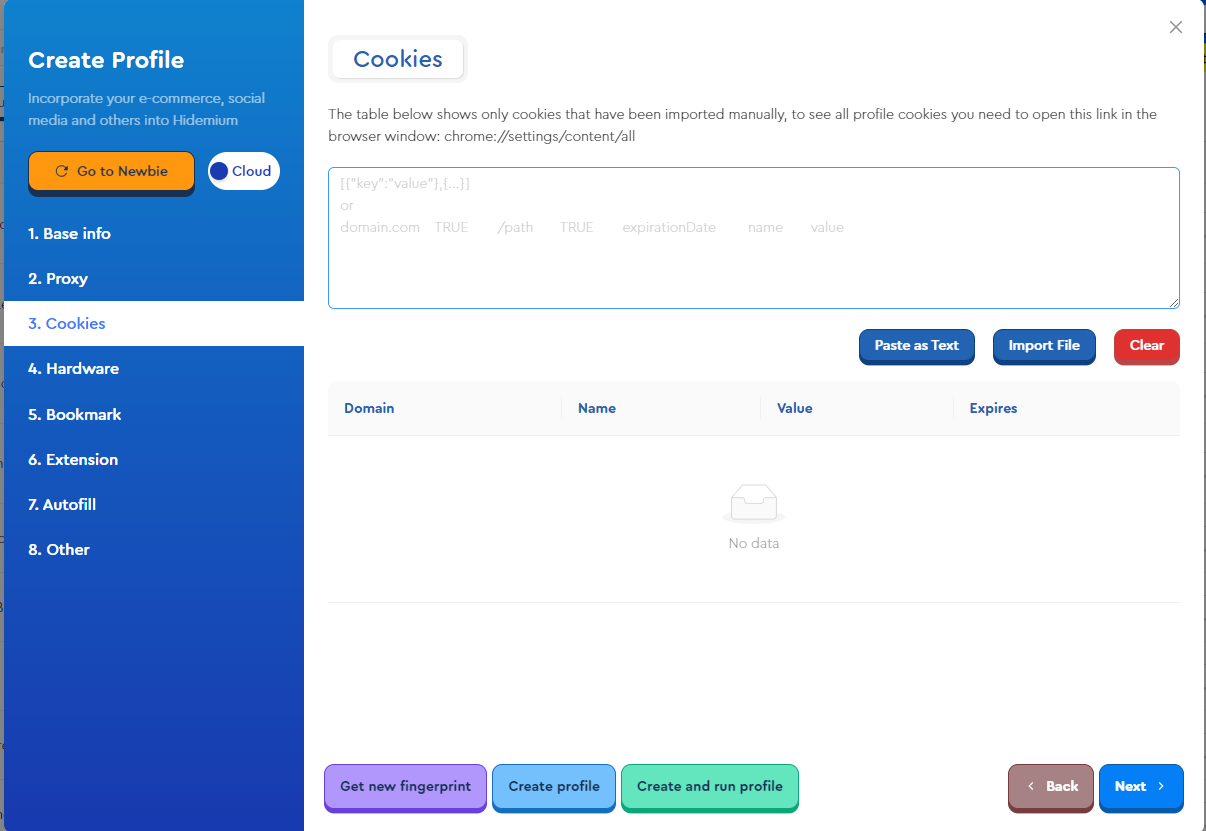 Create Profile
Incorporate your e-commerce, social
media and others into Hidemium
Go to Newbie
Cloud
1. Base info
2. Proxy
3. Cookies
4. Hardware
5. Bookmark
6. Extension
7. Autofill
8. Other
Cookies
The table below shows only cookies that have been imported manually, to see all profile cookies you need to open this link in the
browser window: chrome://settings/content/all
[{"key":"value"},{...}]
or
domain.com TRUE /path TRUE expirationDate name value
Paste as Text Import File Clear
Domain Name Value Expires
No data
Get new fingerprint Create profile Create and run profile Back Next